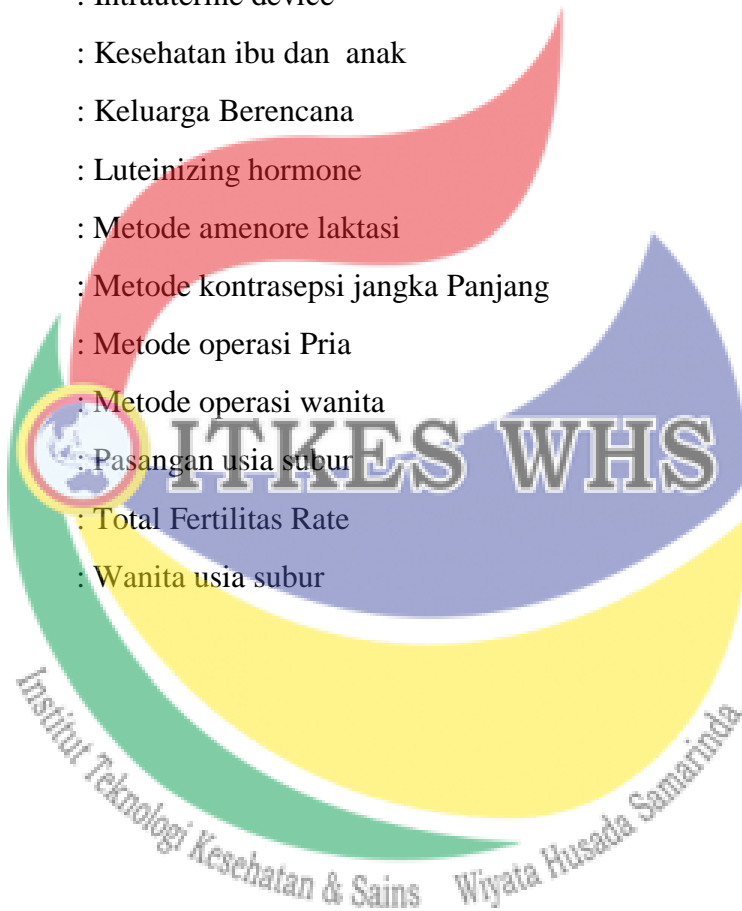 : Intrauterine device
: Kesehatan ibu dan anak
: Keluarga Berencana
: Luteinizing hormone
: Metode amenore laktasi
: Metode kontrasepsi jangka Panjang
: Metode operasi Pria
: Metode operasi wanita
: Pasangan usia subur
: Total Fertilitas Rate
: Wanita usia subur
ITKES WHS
Institut Teknologi Kesehatan & Sains Wiyata Husada Samarinda